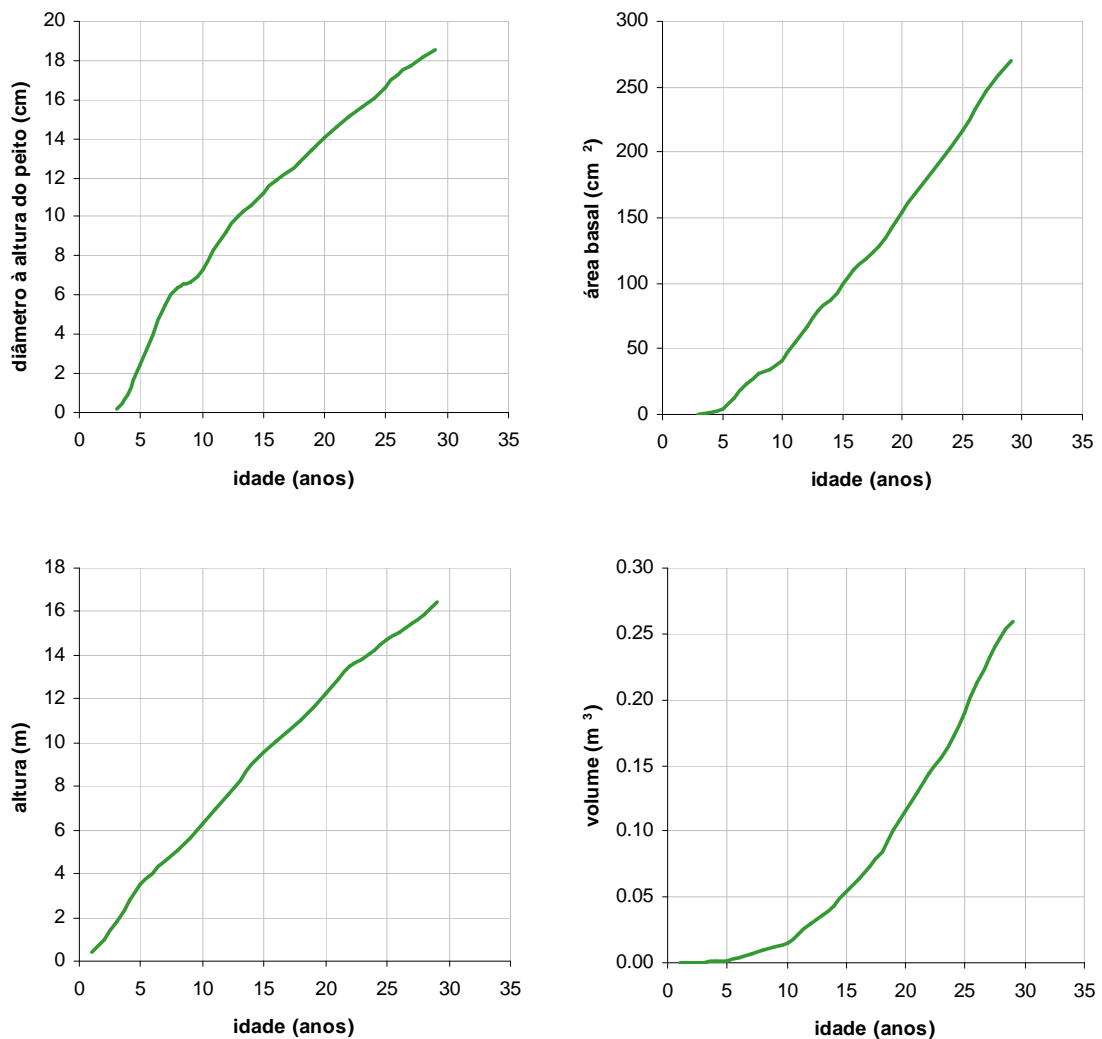 20
18
16
14
12
10
8
6
4
2
0
diâmetro à altura do peito (cm)
0 5 10 15 20 25 30 35
idade (anos)
300
250
200
150
100
50
0
área basal (cm ²)
0 5 10 15 20 25 30 35
idade (anos)
18
16
14
12
10
8
6
4
2
0
altura (m)
0 5 10 15 20 25 30 35
idade (anos)
0.30
0.25
0.20
0.15
0.10
0.05
0.00
volume (m ³)
0 5 10 15 20 25 30 35
idade (anos)